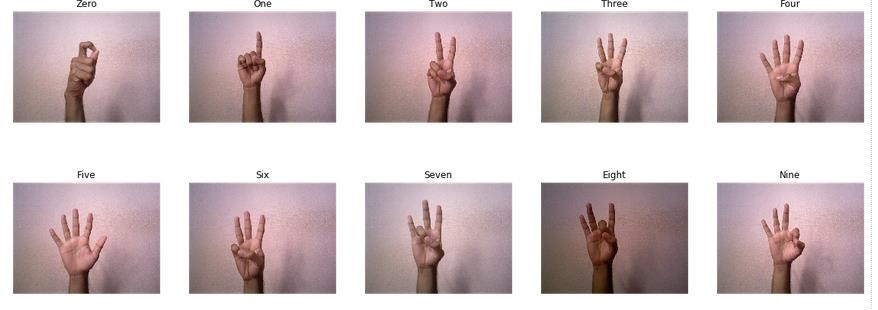 Zero
One
Two
Three
Four
Five
Six
Seven
Eight
Nine